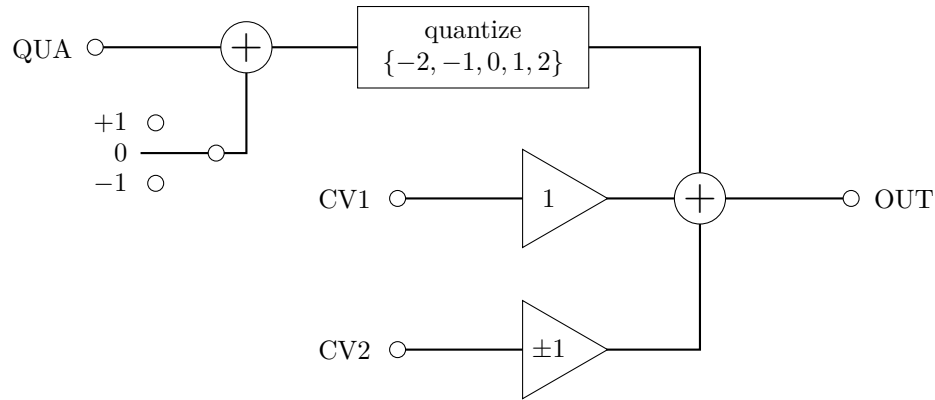 QUA
+
quantize
{−2, −1, 0, 1, 2}
+1
0
−1
CV1
1
+
OUT
CV2
±1